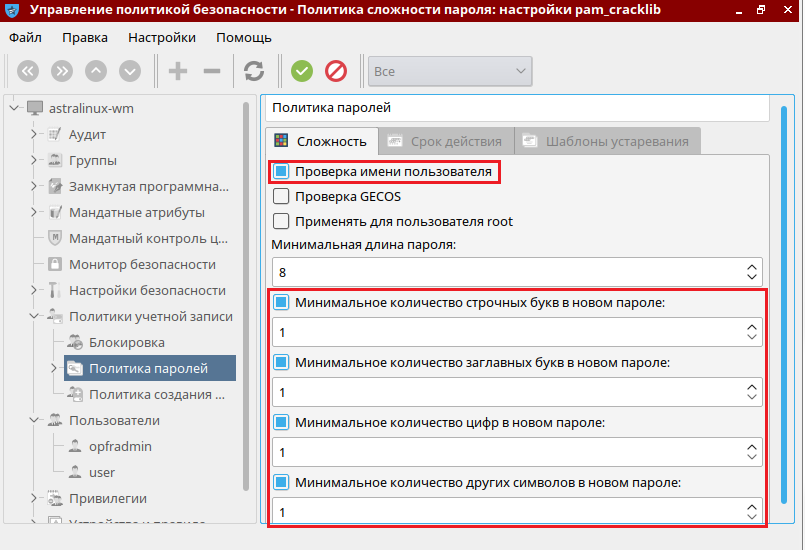 Управление политикой безопасности - Политика сложности пароля: настройки pam_cracklib
Файл Правка Настройки Помощь
Все
astralinux-wm
Аудит
Группы
Замкнутая программна...
Мандатные атрибуты
Мандатный контроль ц...
Монитор безопасности
Настройки безопасности
Политики учетной записи
Блокировка
Политика паролей
Политика создания ...
Пользователи
opfradmin
user
Привилегии
Устройства и правила
Политика паролей
Сложность Срок действия Шаблоны устаревания
Проверка имени пользователя
Проверка GECOS
Применять для пользователя root
Минимальная длина пароля:
8
Минимальное количество строчных букв в новом пароле:
1
Минимальное количество заглавных букв в новом пароле:
1
Минимальное количество цифр в новом пароле:
1
Минимальное количество других символов в новом пароле:
1